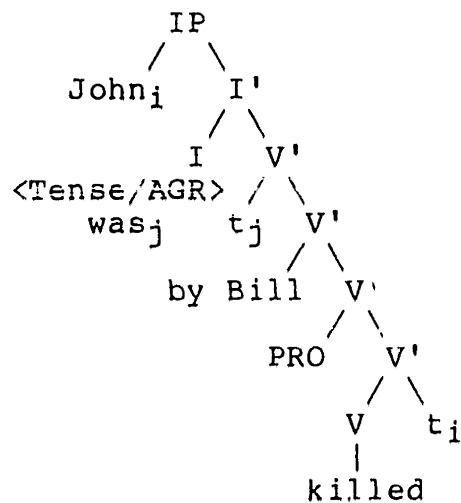 IP
John_i I'
I V'
<Tense/AGR>
was_j t_j V'
by Bill V'
PRO V'
V t_i
killed